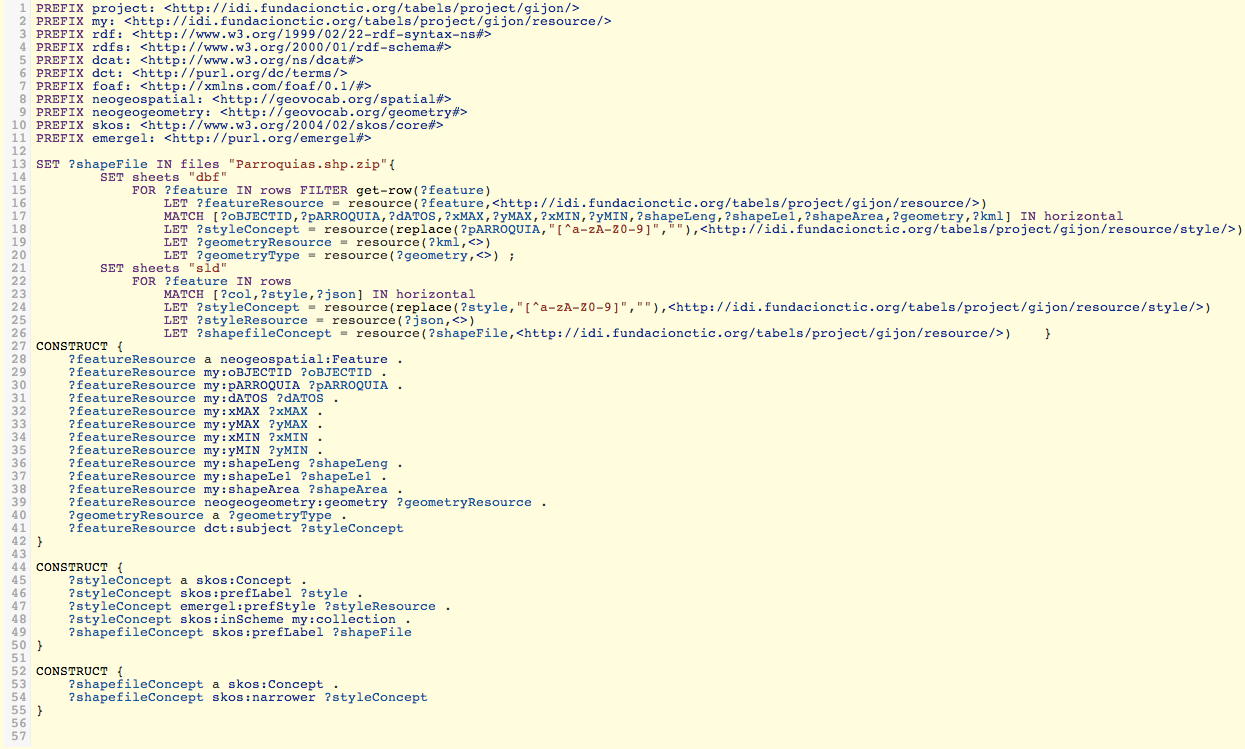 1 PREFIX project: <http://idi.fundacionctic.org/tabels/project/gijon/>
2 PREFIX my: <http://idi.fundacionctic.org/tabels/project/gijon/resource/>
3 PREFIX rdf: <http://www.w3.org/1999/02/22-rdf-syntax-ns#>
4 PREFIX rdfs: <http://www.w3.org/2000/01/rdf-schema#>
5 PREFIX dcat: <http://www.w3.org/ns/dcat#>
6 PREFIX dct: <http://purl.org/dc/terms/>
7 PREFIX foaf: <http://xmlns.com/foaf/0.1/#>
8 PREFIX neogeospatial: <http://geovocab.org/spatial#>
9 PREFIX neogeogeometry: <http://geovocab.org/geometry#>
10 PREFIX skos: <http://www.w3.org/2004/02/skos/core#>
11 PREFIX emergel: <http://purl.org/emergel#>
12
13 SET ?shapeFile IN files "Parroquias.shp.zip"{
14         SET sheets "dbf"
15             FOR ?feature IN rows FILTER get-row(?feature)
16                 LET ?featureResource = resource(?feature,<http://idi.fundacionctic.org/tabels/project/gijon/resource/>)
17                 MATCH [?oBJECTID,?pARROQUIA,?dATOS,?xMAX,?yMAX,?xMIN,?yMIN,?shapeLeng,?shapeLe1,?shapeArea,?geometry,?kml] IN horizontal
18                 LET ?styleConcept = resource(replace(?pARROQUIA,"[^a-zA-Z0-9]",""),<http://idi.fundacionctic.org/tabels/project/gijon/resource/style/>)
19                 LET ?geometryResource = resource(?kml,<>)
20                 LET ?geometryType = resource(?geometry,<>) ;
21         SET sheets "sld"
22             FOR ?feature IN rows
23                 MATCH [?col,?style,?json] IN horizontal
24                 LET ?styleConcept = resource(replace(?style,"[^a-zA-Z0-9]",""),<http://idi.fundacionctic.org/tabels/project/gijon/resource/style/>)
25                 LET ?styleResource = resource(?json,<>)
26                 LET ?shapefileConcept = resource(?shapeFile,<http://idi.fundacionctic.org/tabels/project/gijon/resource/>)    }
27 CONSTRUCT {
28     ?featureResource a neogeospatial:Feature .
29     ?featureResource my:oBJECTID ?oBJECTID .
30     ?featureResource my:pARROQUIA ?pARROQUIA .
31     ?featureResource my:dATOS ?dATOS .
32     ?featureResource my:xMAX ?xMAX .
33     ?featureResource my:yMAX ?yMAX .
34     ?featureResource my:xMIN ?xMIN .
35     ?featureResource my:yMIN ?yMIN .
36     ?featureResource my:shapeLeng ?shapeLeng .
37     ?featureResource my:shapeLe1 ?shapeLe1 .
38     ?featureResource my:shapeArea ?shapeArea .
39     ?featureResource neogeogeometry:geometry ?geometryResource .
40     ?geometryResource a ?geometryType .
41     ?featureResource dct:subject ?styleConcept
42 }
43
44 CONSTRUCT {
45     ?styleConcept a skos:Concept .
46     ?styleConcept skos:prefLabel ?style .
47     ?styleConcept emergel:prefStyle ?styleResource .
48     ?styleConcept skos:inScheme my:collection .
49     ?shapefileConcept skos:prefLabel ?shapeFile
50 }
51
52 CONSTRUCT {
53     ?shapefileConcept a skos:Concept .
54     ?shapefileConcept skos:narrower ?styleConcept
55 }
56
57